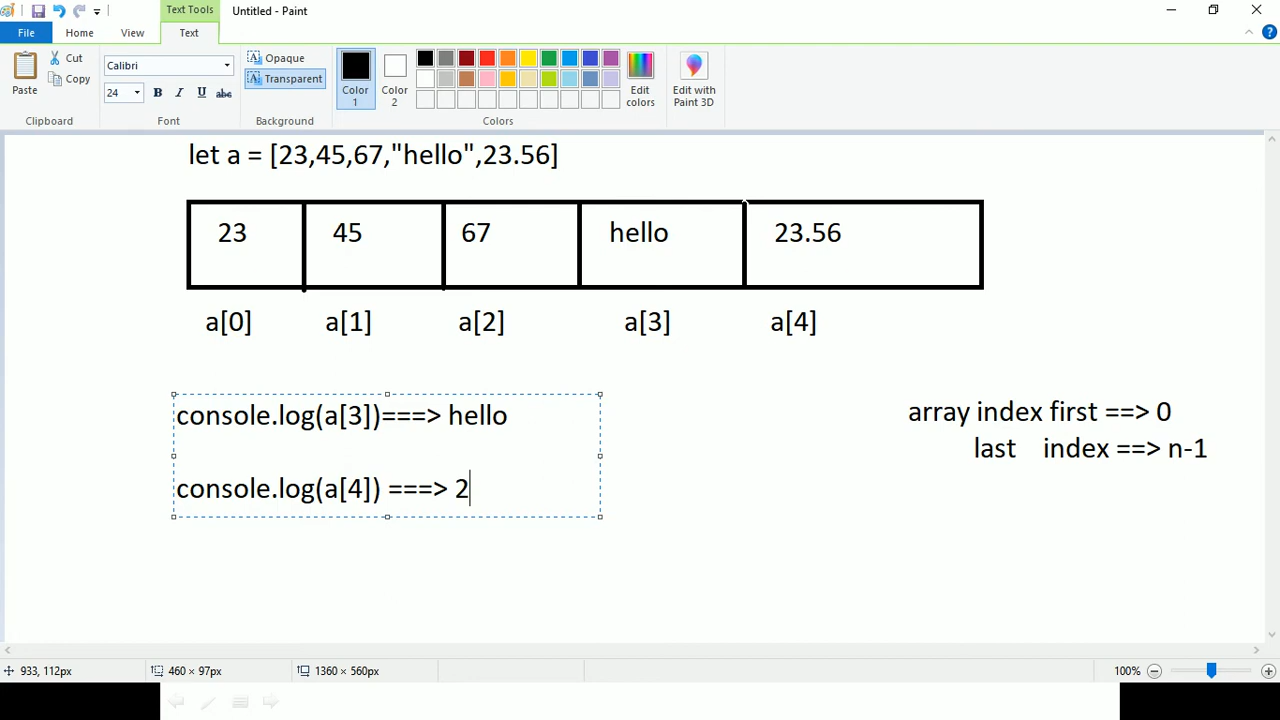 Text Tools
Untitled - Paint
File Home View Text
Paste
Cut
Copy
Calibri
24
B I U abc
Opaque
Transparent
Color 1
Color 2
Edit colors
Edit with Paint 3D
Clipboard Font Background Colors
let a = [23,45,67,"hello",23.56]
23 45 67 hello 23.56
a[0] a[1] a[2] a[3] a[4]
console.log(a[3])===> hello
console.log(a[4]) ===> 2
array index first ==> 0
last index ==> n-1
933, 112px
460 × 97px
1360 × 560px
100%